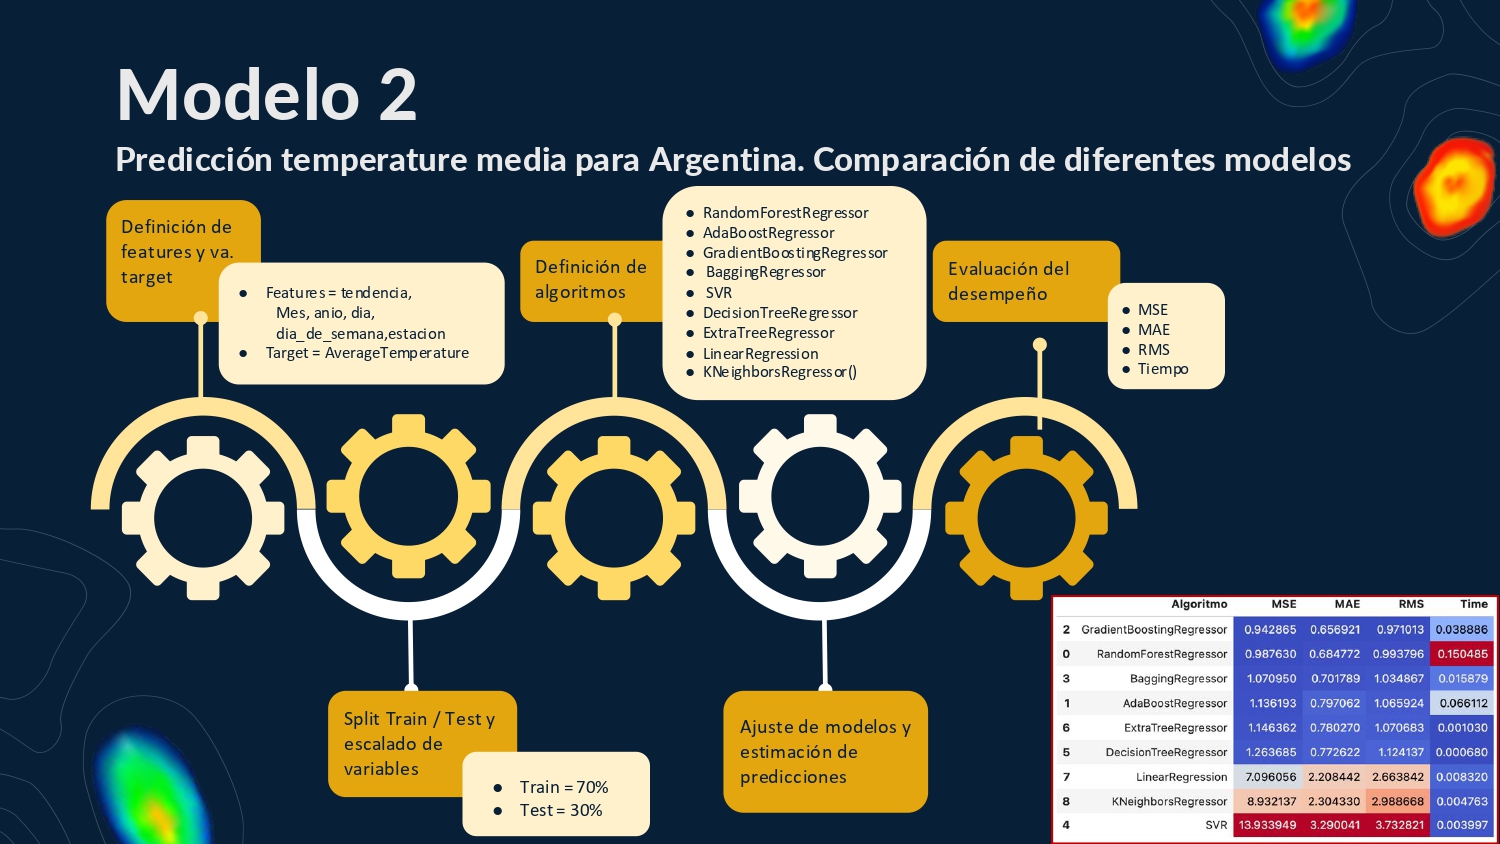 Modelo 2
Predicción temperature media para Argentina. Comparación de diferentes modelos
Definición de
features y va.
target
● Features = tendencia,
Mes, anio, dia,
dia_de_semana,estacion
● Target = AverageTemperature
Definición de
algoritmos
● RandomForestRegressor
● AdaBoostRegressor
● GradientBoostingRegressor
● BaggingRegressor
● SVR
● DecisionTreeRegressor
● ExtraTreeRegressor
● LinearRegression
● KNeighborsRegressor()
Evaluación del
desempeño
● MSE
● MAE
● RMS
● Tiempo
Split Train / Test y
escalado de
variables
● Train = 70%
● Test = 30%
Ajuste de modelos y
estimación de
predicciones
Algoritmo MSE MAE RMS Time
2 GradientBoostingRegressor 0.942865 0.656921 0.971013 0.038886
0 RandomForestRegressor 0.987630 0.684772 0.993796 0.150485
3 BaggingRegressor 1.070950 0.701789 1.034867 0.015879
1 AdaBoostRegressor 1.136193 0.797062 1.065924 0.066112
6 ExtraTreeRegressor 1.146362 0.780270 1.070683 0.001030
5 DecisionTreeRegressor 1.263685 0.772622 1.124137 0.000680
7 LinearRegression 7.096056 2.208442 2.663842 0.008320
8 KNeighborsRegressor 8.932137 2.304330 2.988668 0.004763
4 SVR 13.933949 3.290041 3.732821 0.003997